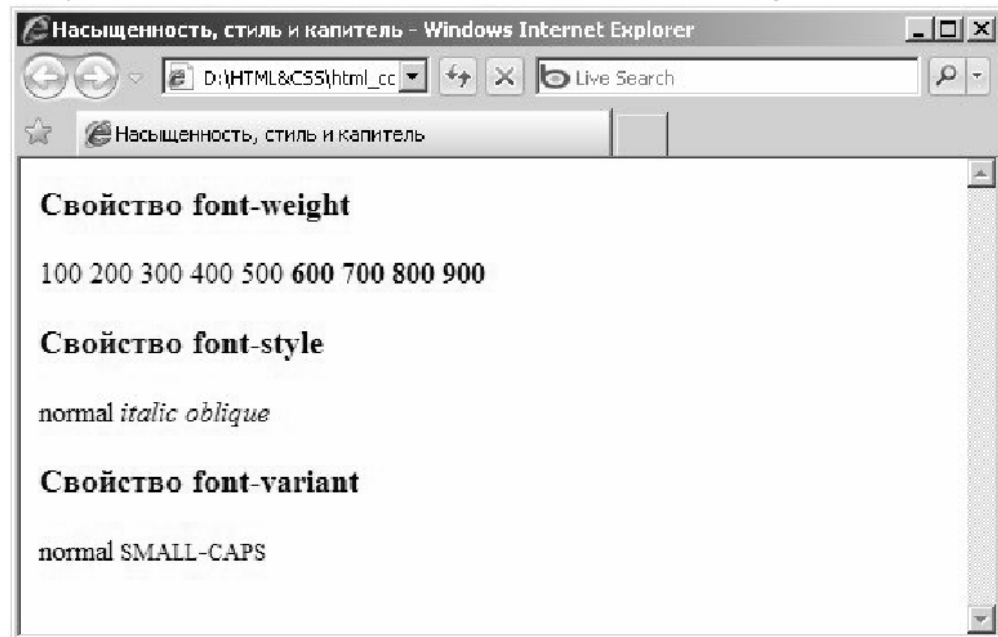 Насыщенность, стиль и капитель - Windows Internet Explorer
D:\HTML&CSS\html_cc
Live Search
Насыщенность, стиль и капитель
Свойство font-weight
100 200 300 400 500 600 700 800 900
Свойство font-style
normal italic oblique
Свойство font-variant
normal SMALL-CAPS